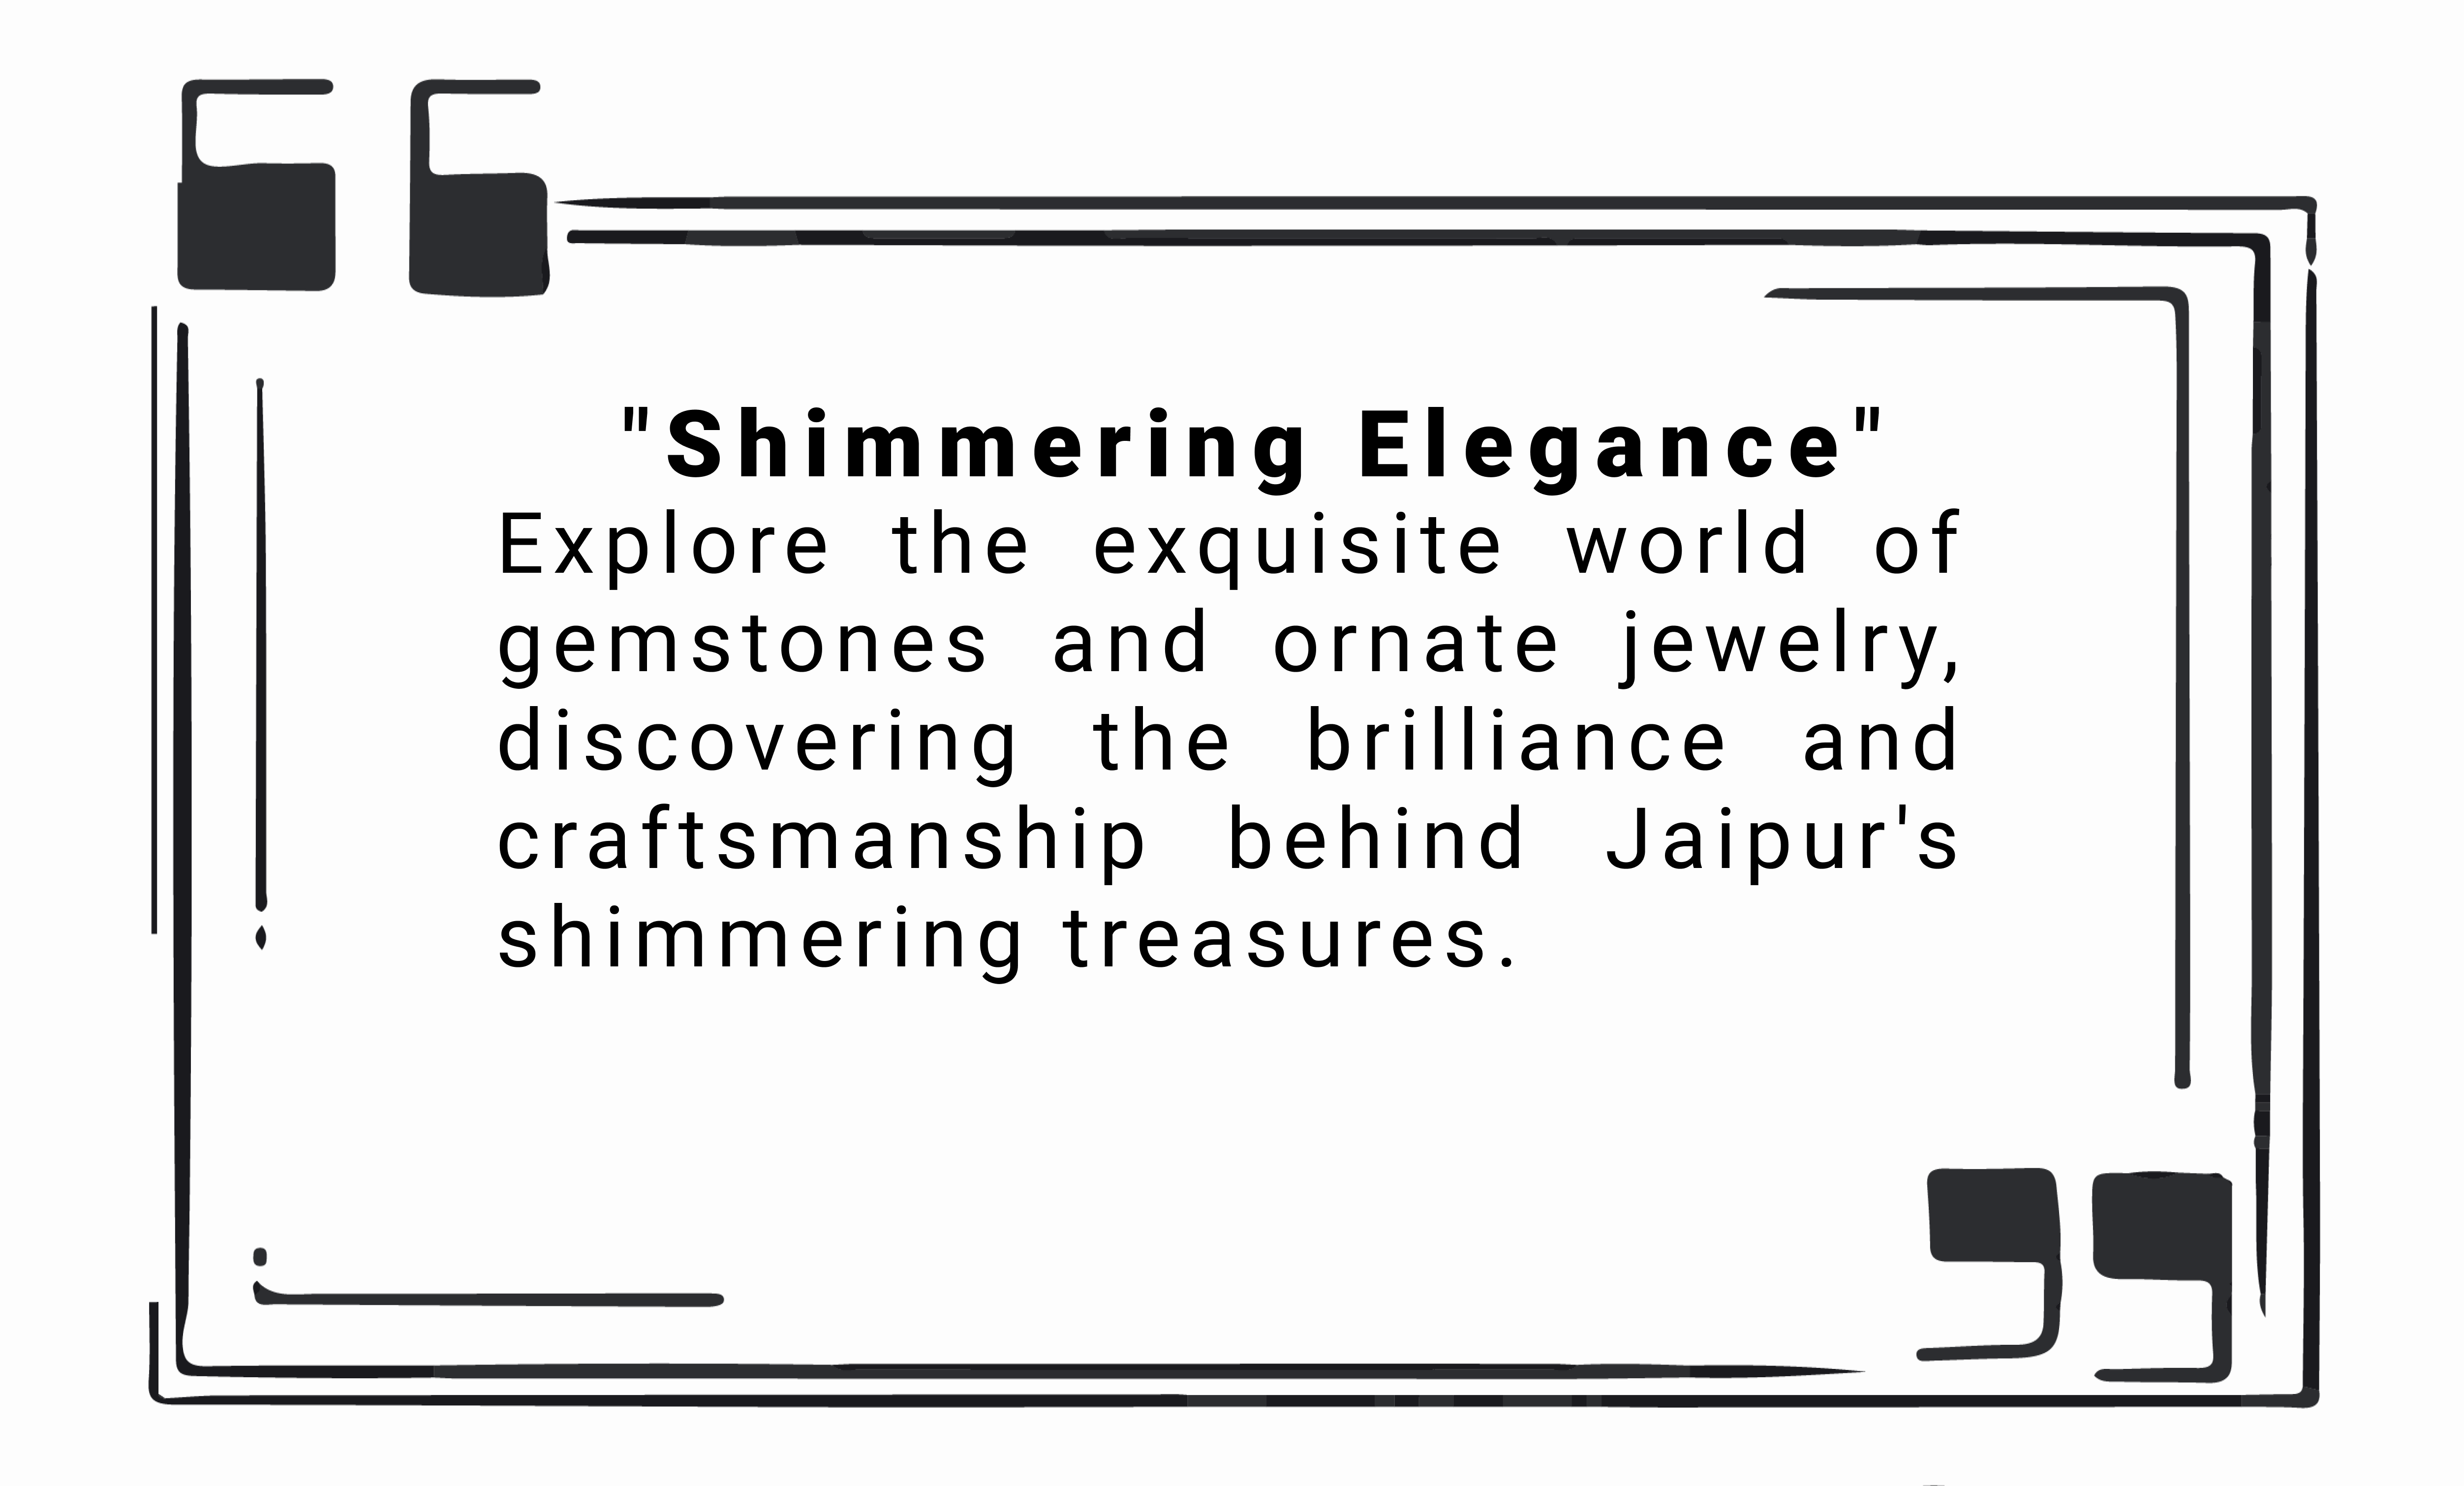 "Shimmering Elegance"
Explore the exquisite world of
gemstones and ornate jewelry,
discovering the brilliance and
craftsmanship behind Jaipur's
shimmering treasures.